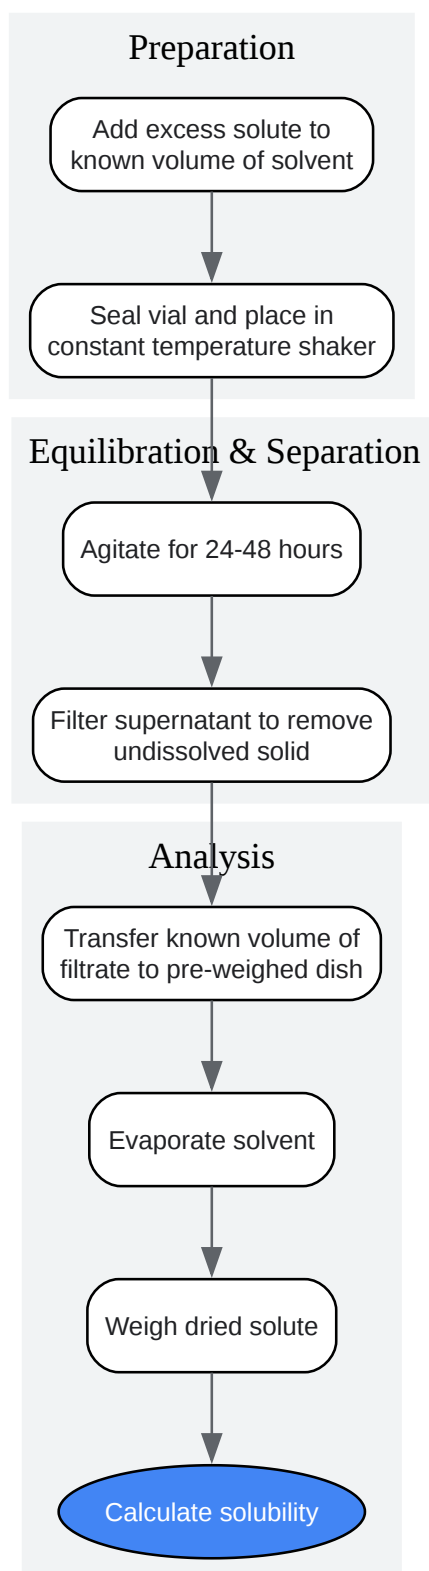 Preparation
Add excess solute to
known volume of solvent
Seal vial and place in
constant temperature shaker
Equilibration & Separation
Agitate for 24-48 hours
Filter supernatant to remove
undissolved solid
Analysis
Transfer known volume of
filtrate to pre-weighed dish
Evaporate solvent
Weigh dried solute
Calculate solubility